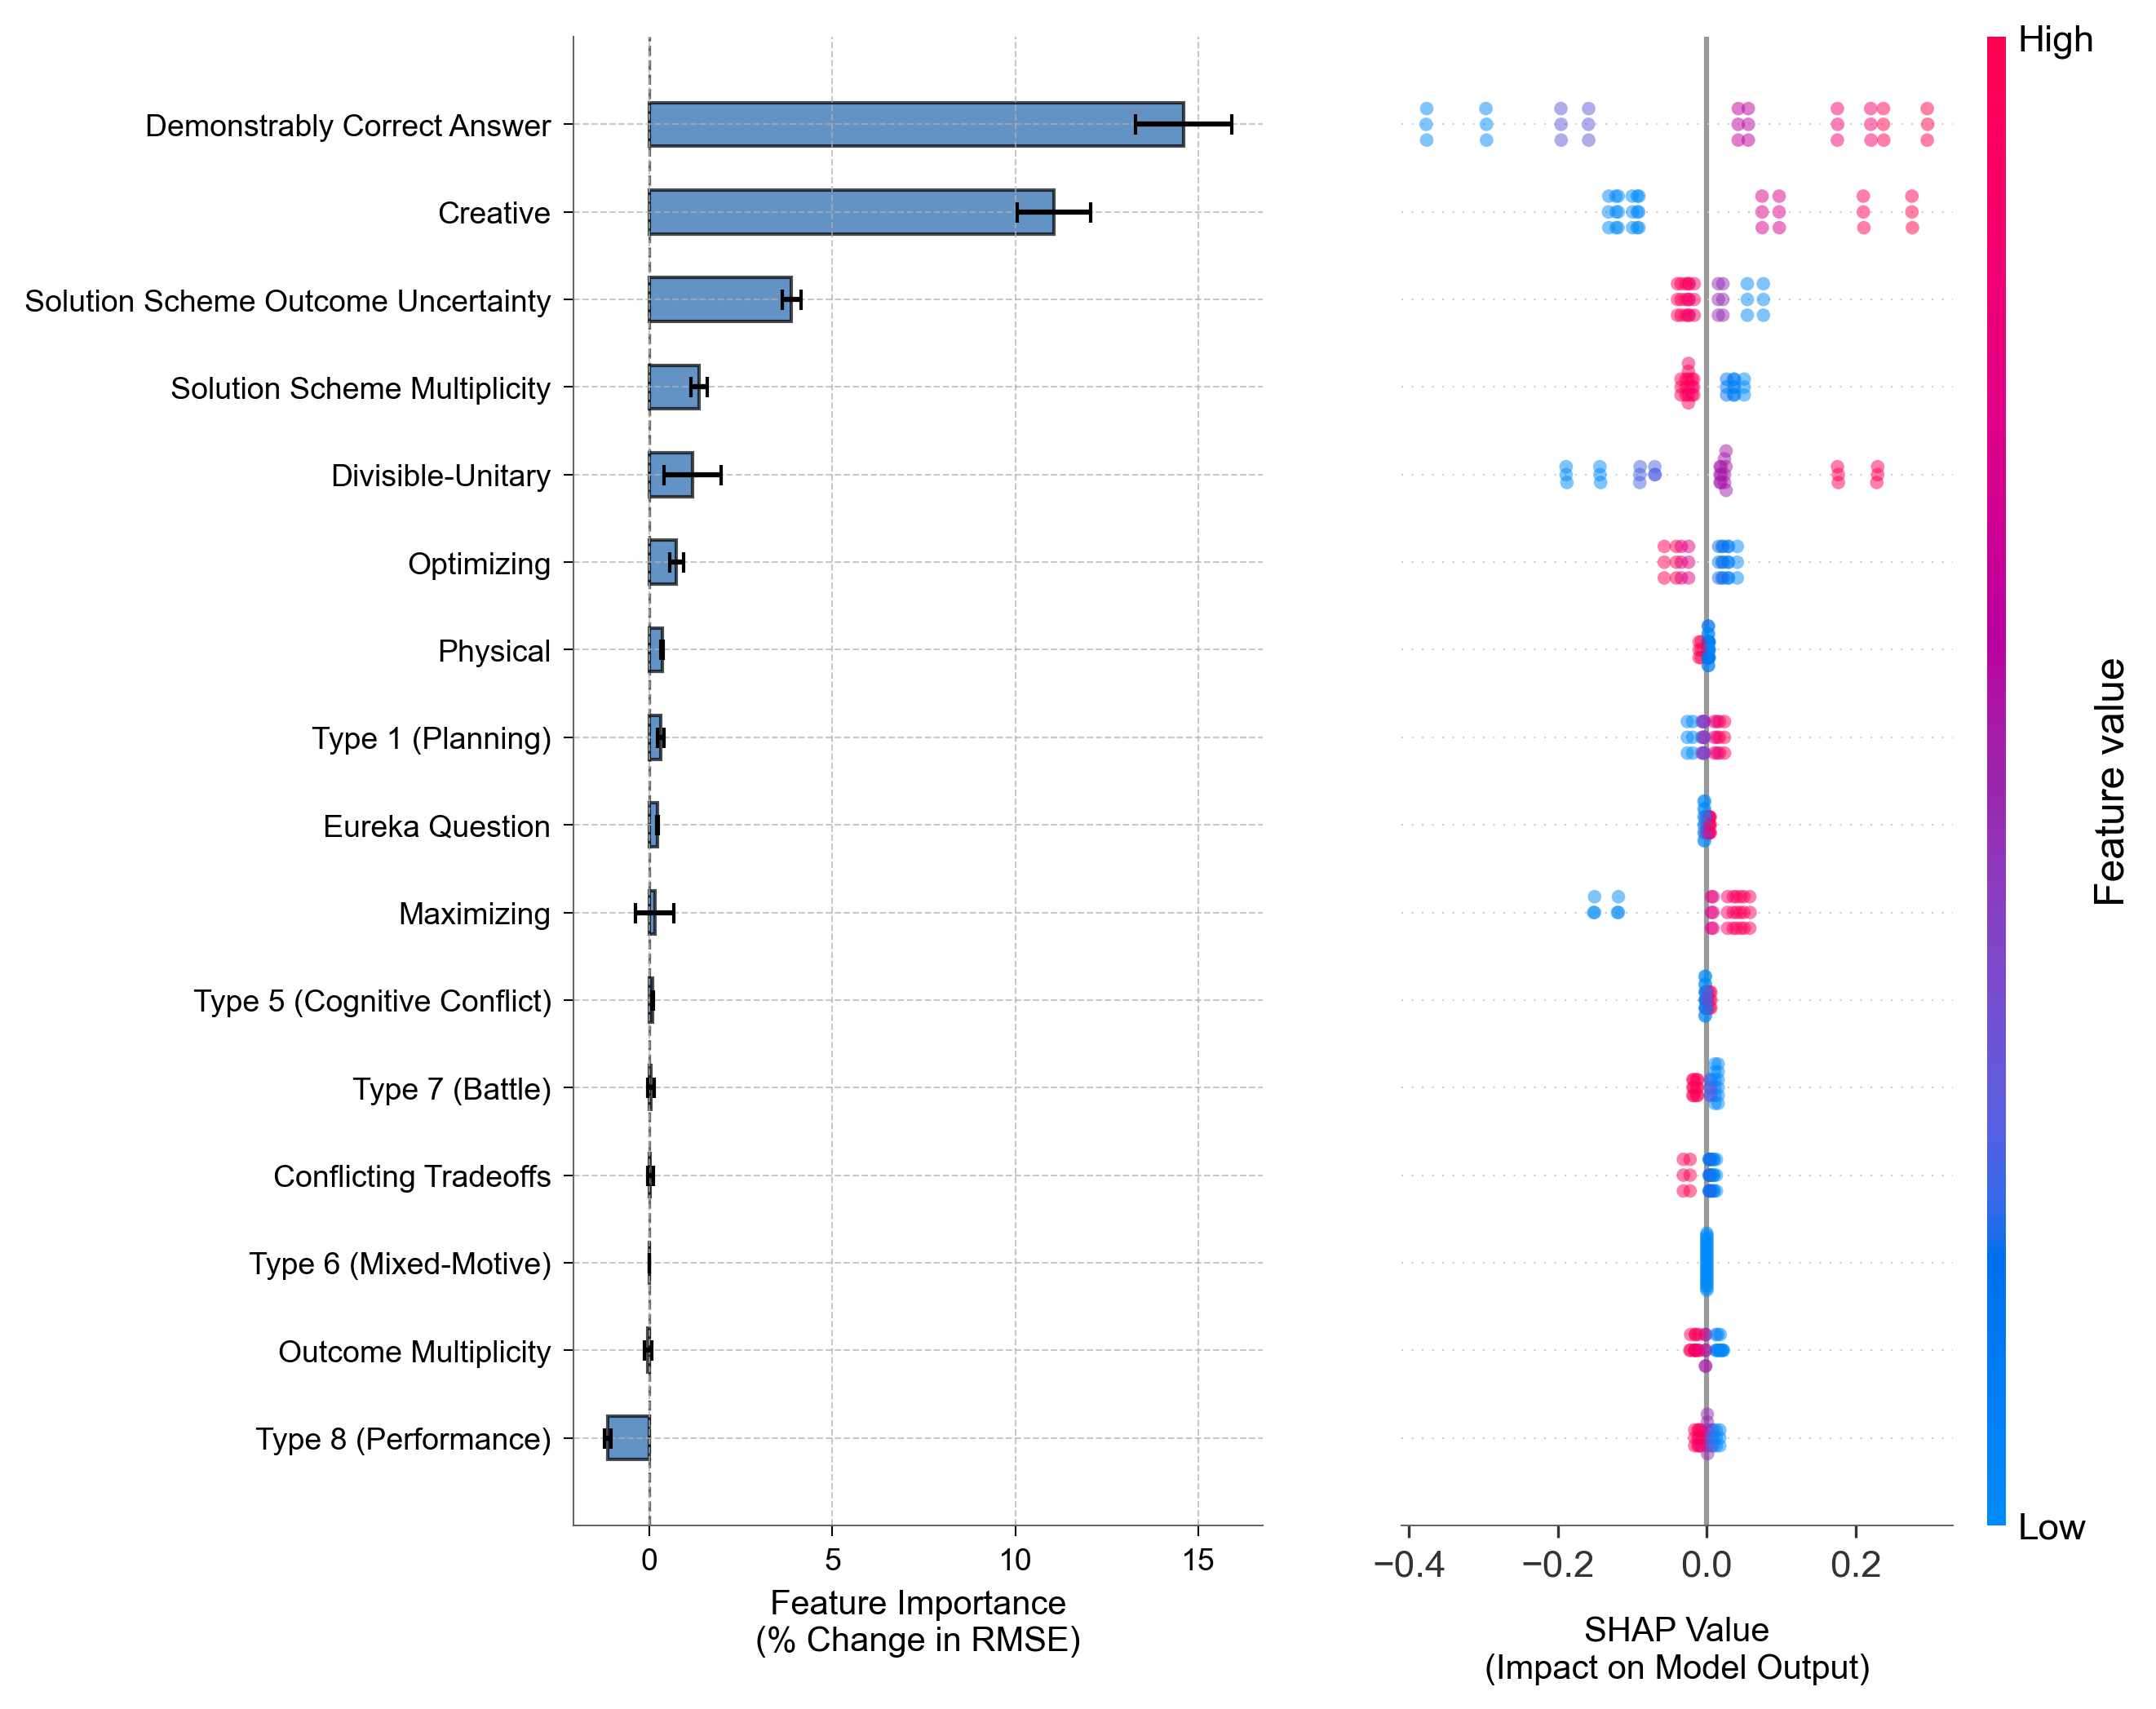 Demonstrably Correct Answer
Creative
Solution Scheme Outcome Uncertainty
Solution Scheme Multiplicity
Divisible-Unitary
Optimizing
Physical
Type 1 (Planning)
Eureka Question
Maximizing
Type 5 (Cognitive Conflict)
Type 7 (Battle)
Conflicting Tradeoffs
Type 6 (Mixed-Motive)
Outcome Multiplicity
Type 8 (Performance)
0 5 10 15
Feature Importance
(% Change in RMSE)
−0.4 −0.2 0.0 0.2
SHAP Value
(Impact on Model Output)
High
Feature value
Low